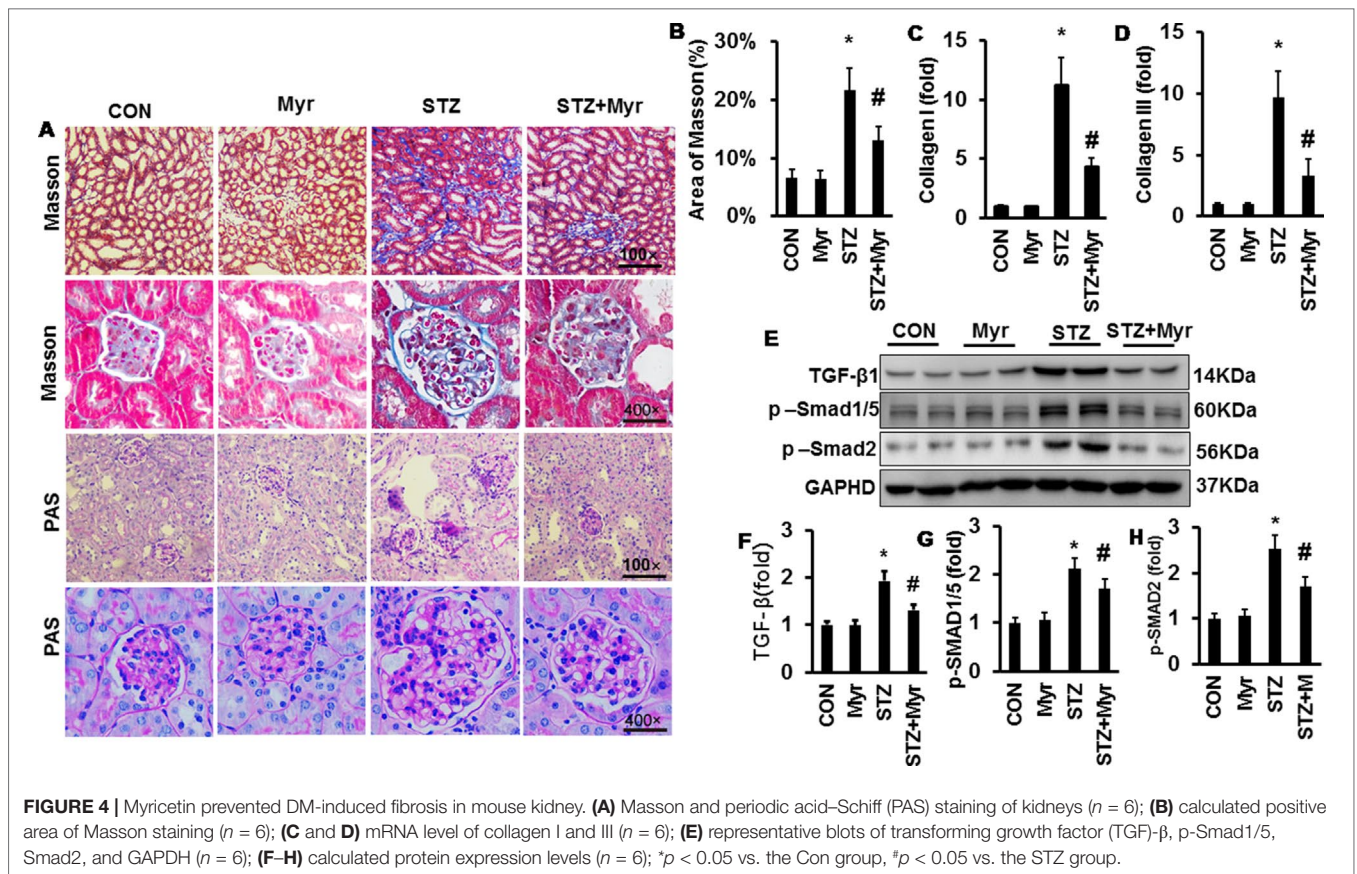 CON Myr STZ STZ+Myr
A
Masson
100×
Masson
400×
PAS
100×
PAS
400×
B
Area of Masson (%)
30%
20%
10%
0%
*
#
CON Myr STZ STZ+Myr
C
Collagen I (fold)
15
10
5
0
*
#
CON Myr STZ STZ+Myr
D
Collagen III (fold)
15
10
5
0
*
#
CON Myr STZ STZ+Myr
E
CON Myr STZ STZ+Myr
TGF-β1 14KDa
p–Smad1/5 60KDa
p–Smad2 56KDa
GAPHD 37KDa
F
TGF-β(fold)
3
2
1
0
*
#
CON Myr STZ STZ+Myr
G
p-SMAD1/5 (fold)
3
2
1
0
*
#
CON Myr STZ STZ+Myr
H
p-SMAD2 (fold)
3
2
1
0
*
#
CON Myr STZ STZ+M
FIGURE 4 | Myricetin prevented DM-induced fibrosis in mouse kidney. (A) Masson and periodic acid–Schiff (PAS) staining of kidneys (n = 6); (B) calculated positive
area of Masson staining (n = 6); (C and D) mRNA level of collagen I and III (n = 6); (E) representative blots of transforming growth factor (TGF)-β, p-Smad1/5,
Smad2, and GAPDH (n = 6); (F–H) calculated protein expression levels (n = 6); *p < 0.05 vs. the Con group, #p < 0.05 vs. the STZ group.